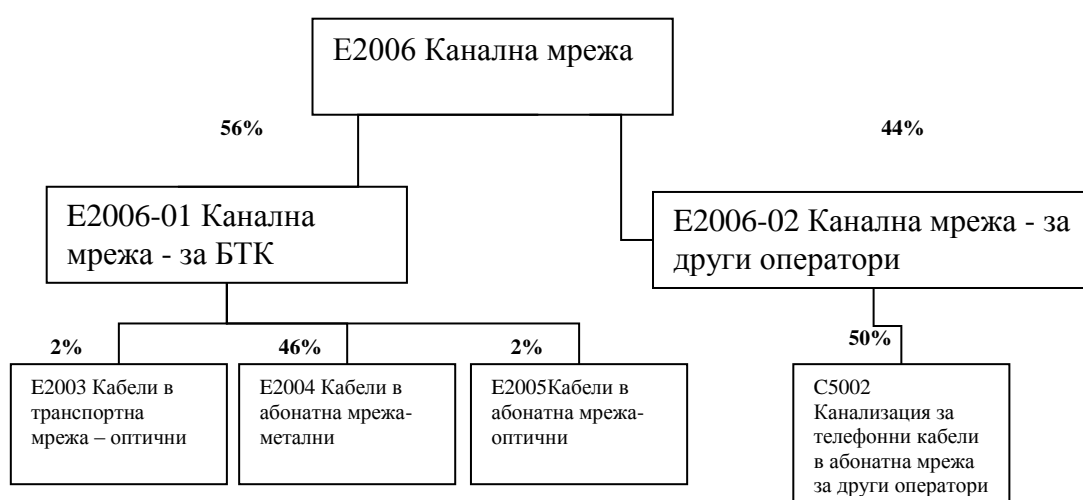 E2006 Канална мрежа
56%
44%
E2006-01 Канална
мрежа - за БТК
E2006-02 Канална мрежа - за
други оператори
2%
46%
2%
50%
E2003 Кабели в
транспортна
мрежа – оптични
E2004 Кабели в
абонатна мрежа-
метални
E2005Кабели в
абонатна мрежа-
оптични
C5002
Канализация за
телефонни кабели
в абонатна мрежа
за други оператори